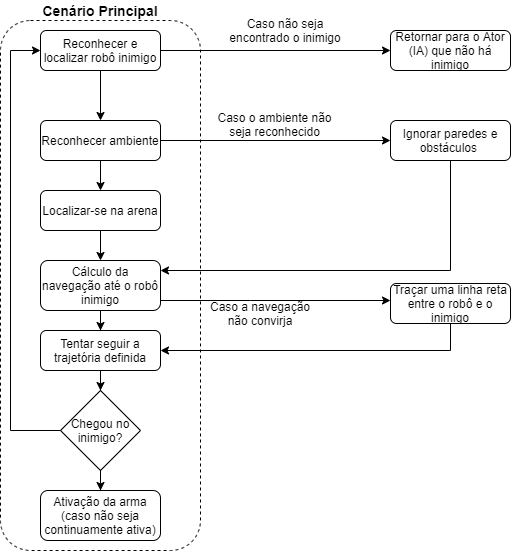 Cenário Principal
Reconhecer e
localizar robô inimigo
Caso não seja
encontrado o inimigo
Retornar para o Ator
(IA) que não há
inimigo
Reconhecer ambiente
Caso o ambiente não
seja reconhecido
Ignorar paredes e
obstáculos
Localizar-se na arena
Cálculo da
navegação até o robô
inimigo
Caso a navegação
não convirja
Traçar uma linha reta
entre o robô e o
inimigo
Tentar seguir a
trajetória definida
Chegou no
inimigo?
Ativação da arma
(caso não seja
continuamente ativa)